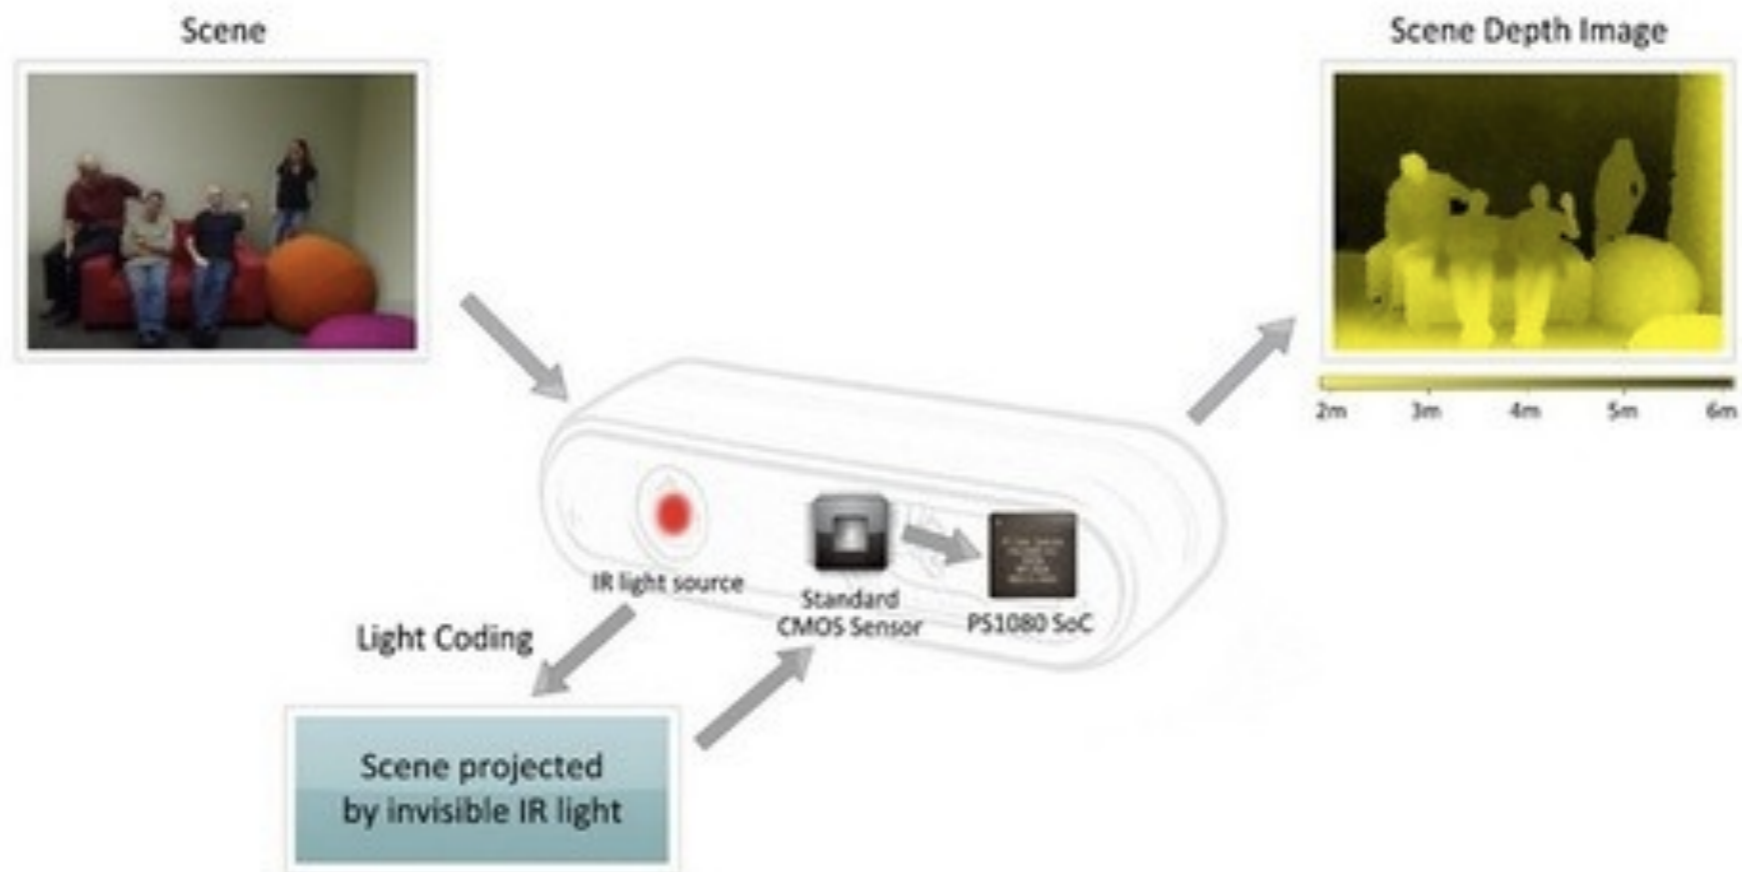 Scene
Scene Depth Image
2m 3m 4m 5m 6m
IR light source
Standard
CMOS Sensor
PS1080 SoC
Light Coding
Scene projected
by invisible IR light